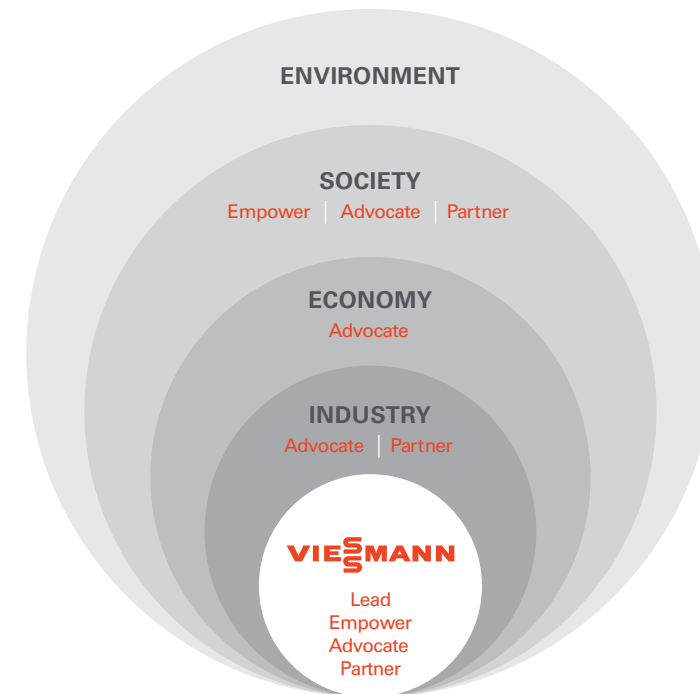 ENVIRONMENT
SOCIETY
Empower | Advocate | Partner
ECONOMY
Advocate
INDUSTRY
Advocate | Partner
VIESSMANN
Lead
Empower
Advocate
Partner